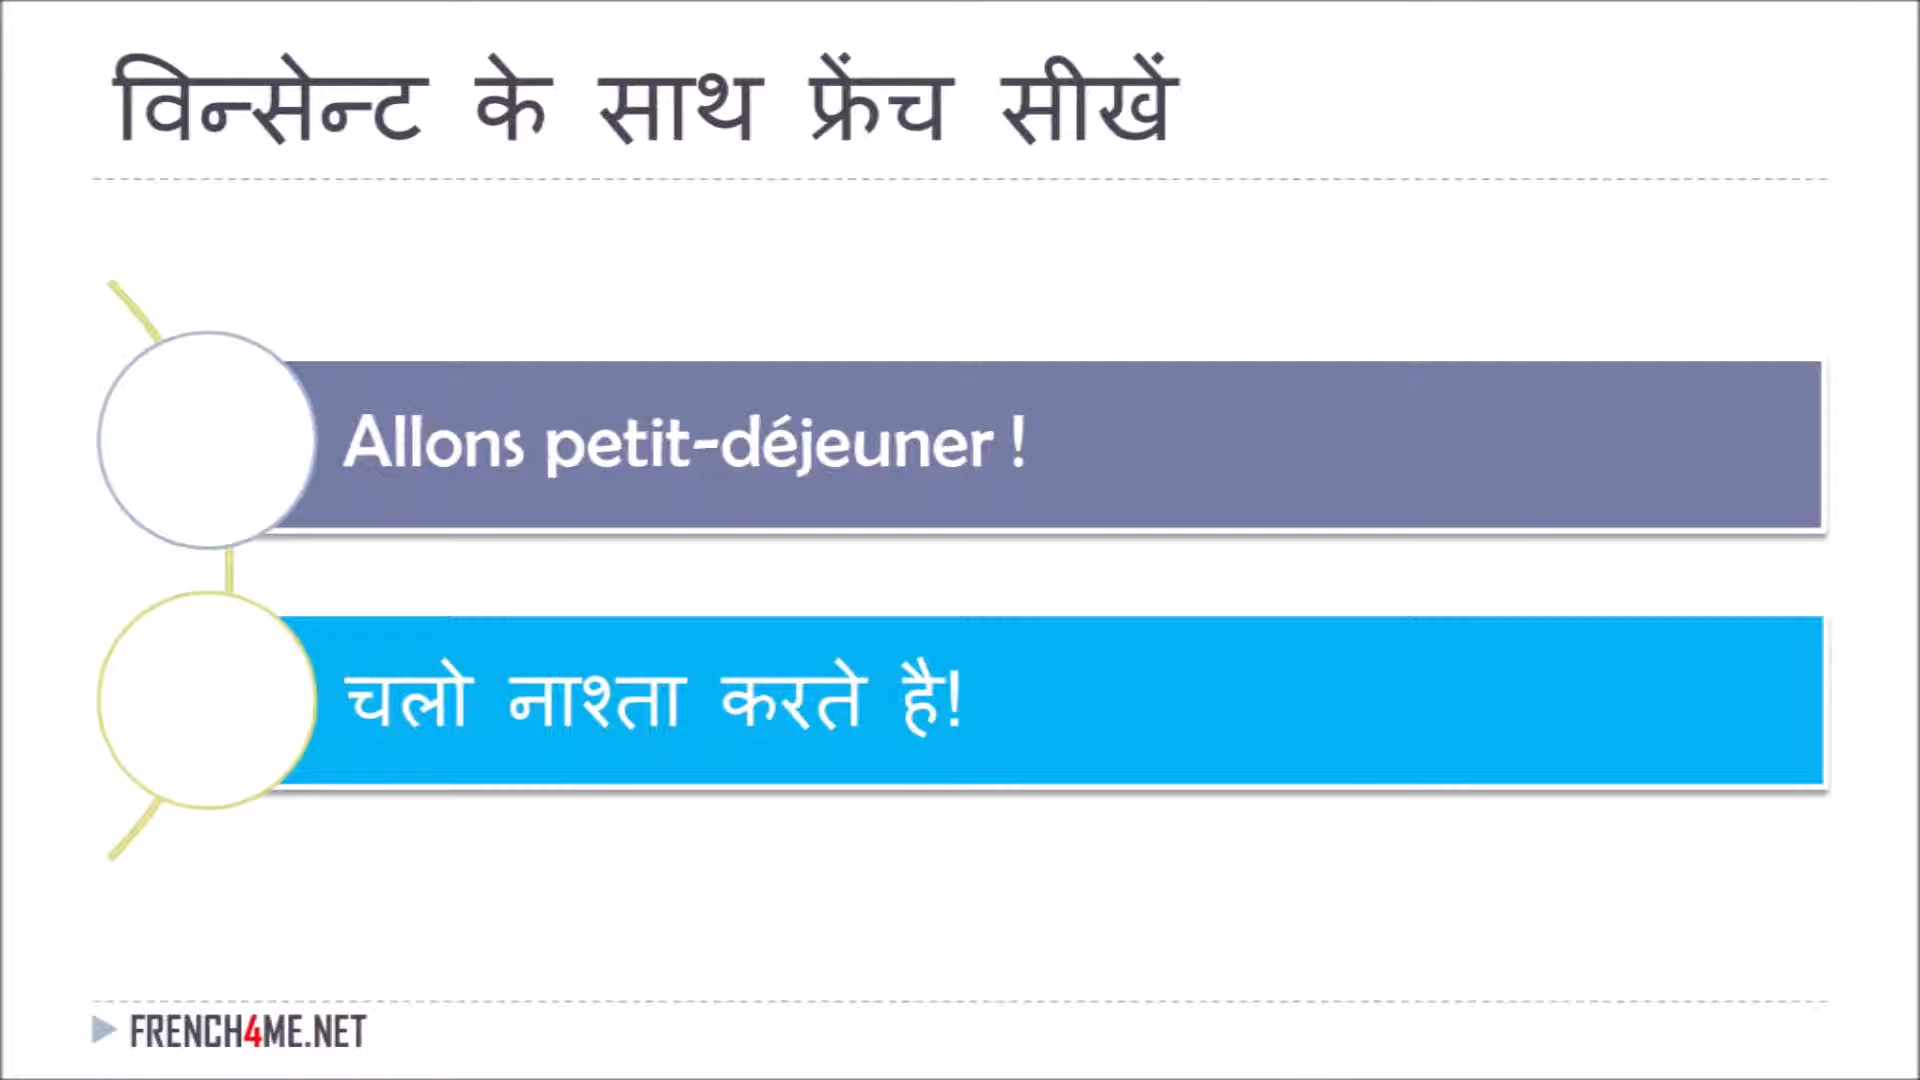 विन्सेन्ट के साथ फ्रेंच सीखें
Allons petit-déjeuner !
चलो नाश्ता करते है!
FRENCH4ME.NET